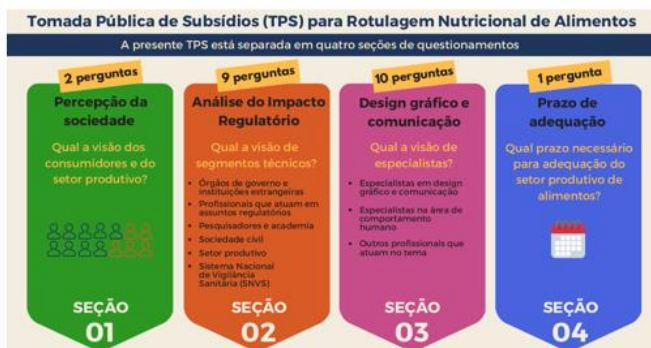 Tomada Pública de Subsídios (TPS) para Rotulagem Nutricional de Alimentos
A presente TPS está separada em quatro seções de questionamentos
2 perguntas
Percepção da
sociedade
Qual a visão dos
consumidores e do
setor produtivo?
SEÇÃO
01
9 perguntas
Análise do Impacto
Regulatório
Qual a visão de
segmentos técnicos?
• Órgãos de governo e
instituições estrangeiras
• Profissionais que atuam em
assuntos regulatórios
• Pesquisadores e academia
• Sociedade civil
• Setor produtivo
• Sistema Nacional
de Vigilância
Sanitária (SNVS)
SEÇÃO
02
10 perguntas
Design gráfico e
comunicação
Qual a visão de
especialistas?
• Especialistas em design
gráfico e comunicação
• Especialistas na área de
comportamento
humano
• Outros profissionais que
atuam no tema
SEÇÃO
03
1 pergunta
Prazo de
adequação
Qual prazo necessário
para adequação do
setor produtivo de
alimentos?
SEÇÃO
04